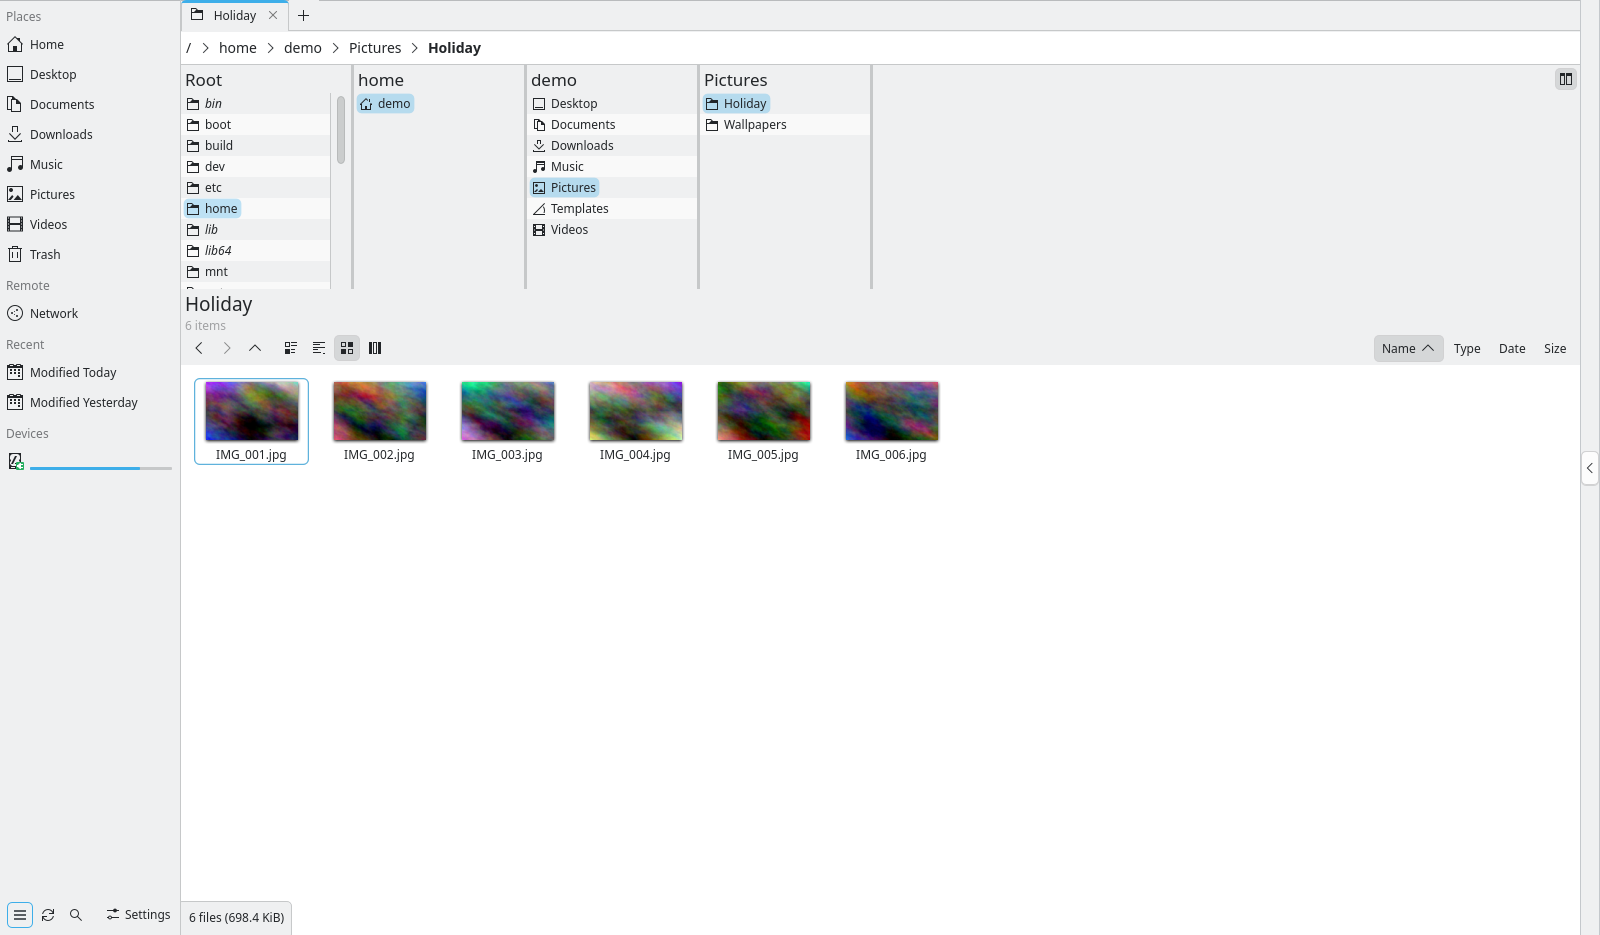 Places
Home
Desktop
Documents
Downloads
Music
Pictures
Videos
Trash
Remote
Network
Recent
Modified Today
Modified Yesterday
Devices
Settings
Holiday
/ home demo Pictures Holiday
Root
bin
boot
build
dev
etc
home
lib
lib64
mnt
home
demo
demo
Desktop
Documents
Downloads
Music
Pictures
Templates
Videos
Pictures
Holiday
Wallpapers
Holiday
6 items
Name Type Date Size
IMG_001.jpg IMG_002.jpg IMG_003.jpg IMG_004.jpg IMG_005.jpg IMG_006.jpg
6 files (698.4 KiB)